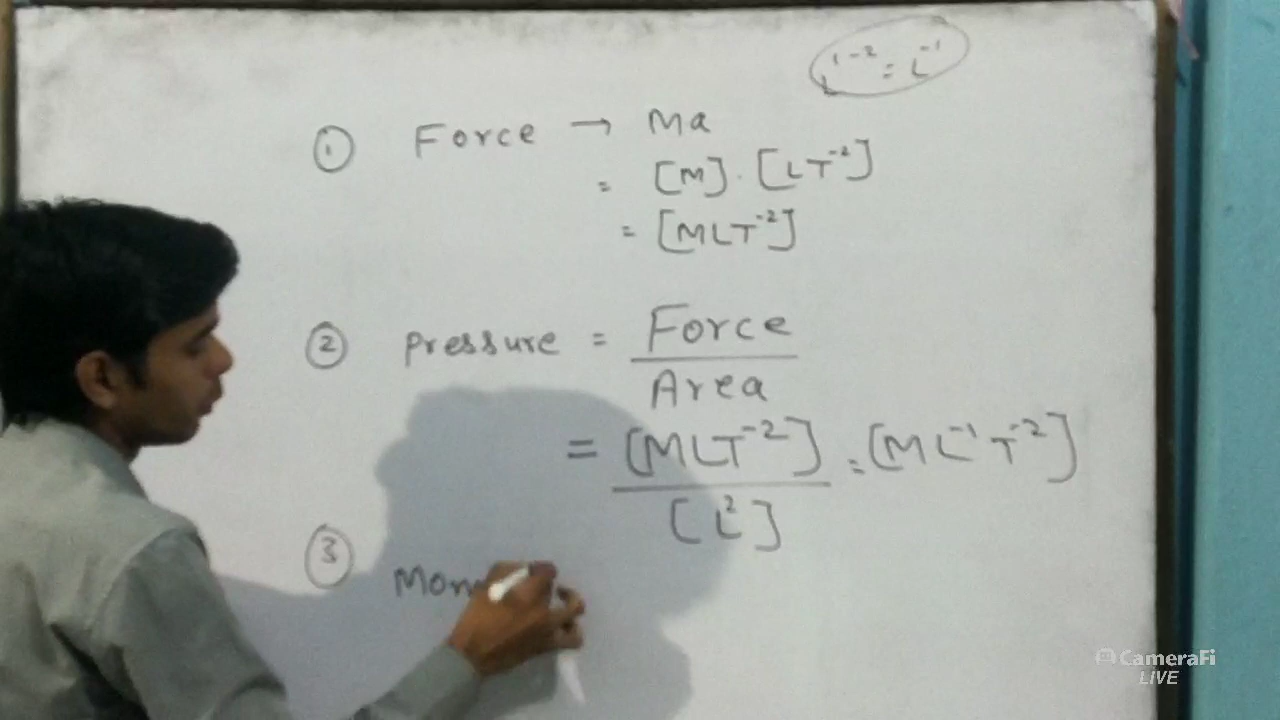 L¹⁻² = L⁻¹
① Force → Ma
= [M] . [LT⁻²]
= [MLT⁻²]
② Pressure = Force
Area
= [MLT⁻²] = [ML⁻¹T⁻²]
[L²]
③
Mom
CameraFi
LIVE